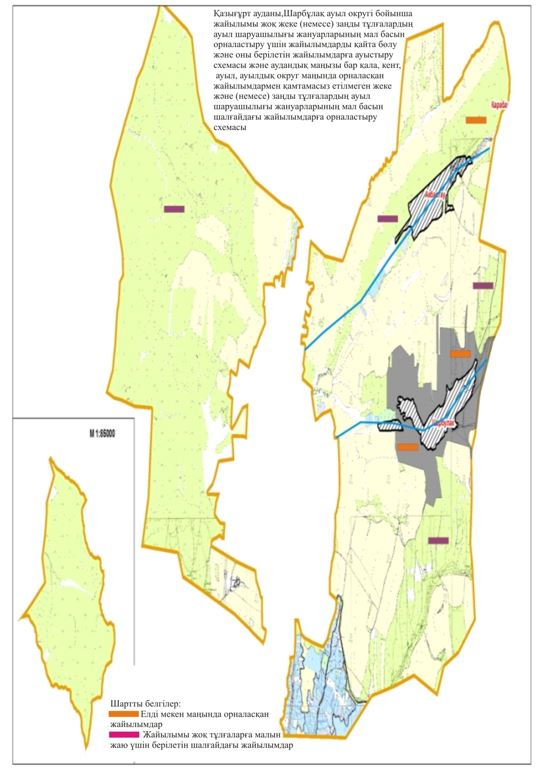 Қазығұрт ауданы,Шарбұлақ ауыл округі бойынша
жайылымы жоқ жеке (немесе) заңды тұлғалардың
ауыл шаруашылығы жануарларының мал басын
орналастыру үшін жайылымдарды қайта бөлу
және оны берілетін жайылымдарға ауыстыру
схемасы және аудандық маңызы бар қала, кент,
ауыл, ауылдық округ маңында орналасқан
жайылымдармен қамтамасыз етілмеген жеке
және (немесе) заңды тұлғалардың ауыл
шаруашылығы жануарларының мал басын
шалғайдағы жайылымдарға орналастыру
схемасы
М 1:85000
Шартты белгілер:
Елді мекен маңында орналасқан
жайылымдар
Жайылымы жоқ тұлғаларға малын
жаю үшін берілетін шалғайдағы жайылымдар